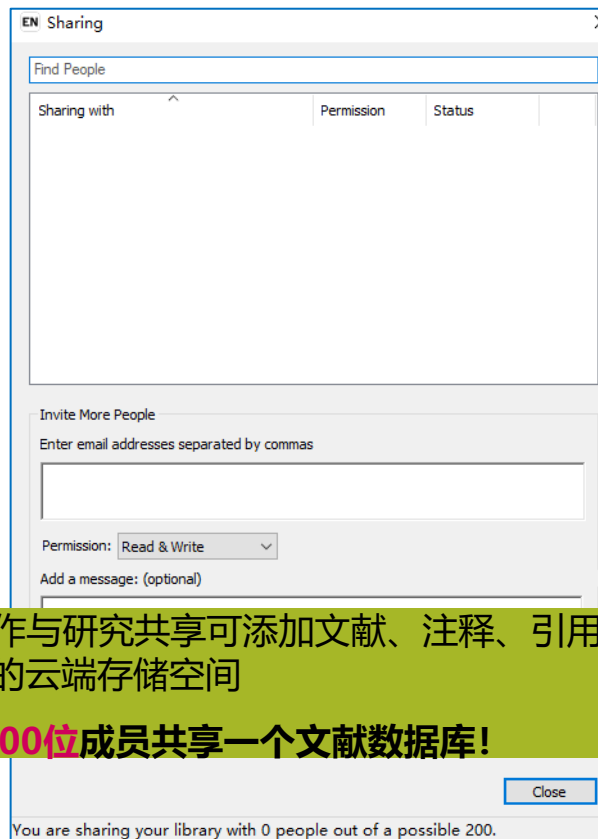 EN Sharing
Find People
Sharing with Permission Status
Invite More People
Enter email addresses separated by commas
Permission: Read & Write
Add a message: (optional)
作与研究共享可添加文献、注释、引用
的云端存储空间
00位成员共享一个文献数据库！
Close
You are sharing your library with 0 people out of a possible 200.